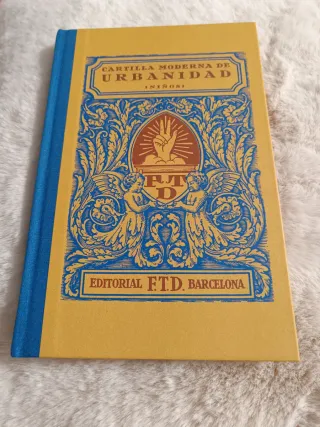 CARTILLA MODERNA DE
URBANIDAD
(NIÑOS)
F.T.
D
EDITORIAL F.T.D. BARCELONA